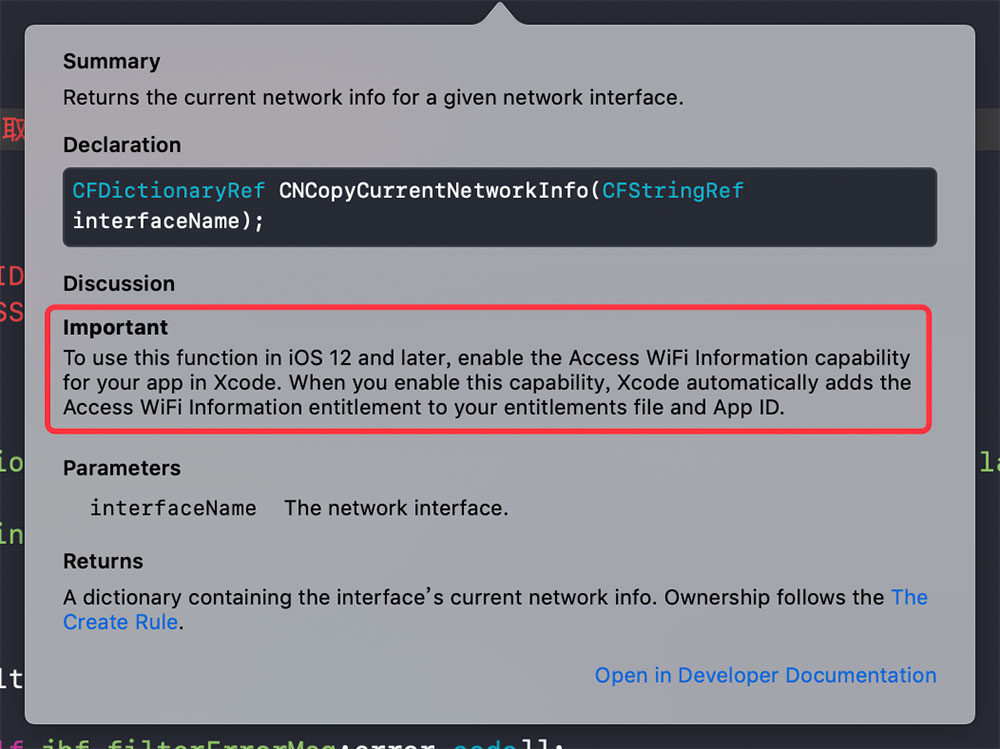 Summary
Returns the current network info for a given network interface.
取
Declaration
CFDictionaryRef CNCopyCurrentNetworkInfo(CFStringRef
interfaceName);
ID
SS
Discussion
Important
To use this function in iOS 12 and later, enable the Access WiFi Information capability
for your app in Xcode. When you enable this capability, Xcode automatically adds the
Access WiFi Information entitlement to your entitlements file and App ID.
io
la
Parameters
interfaceName The network interface.
in
Returns
A dictionary containing the interface’s current network info. Ownership follows the The
Create Rule.
lt
Open in Developer Documentation
lf jbf_filterErrorMsg:error.code]];